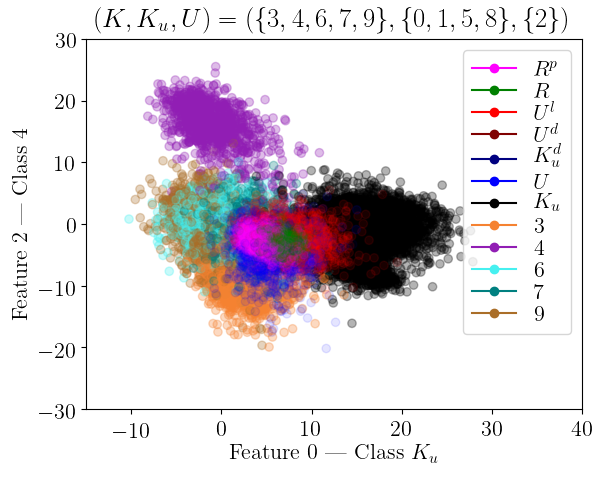 (K, K_u, U) = ({3, 4, 6, 7, 9}, {0, 1, 5, 8}, {2})
30
20
10
0
−10
−20
−30
Feature 2 — Class 4
R^p
R
U^l
U^d
K_u^d
U
K_u
3
4
6
7
9
−10 0 10 20 30 40
Feature 0 — Class K_u